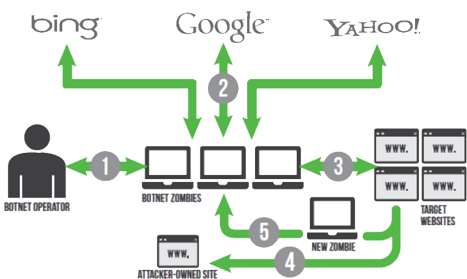 bing
Google
YAHOO!
2
1
3
WWW.
WWW.
WWW.
WWW.
BOTNET OPERATOR
BOTNET ZOMBIES
TARGET
WEBSITES
5
NEW ZOMBIE
WWW.
4
ATTACKER-OWNED SITE